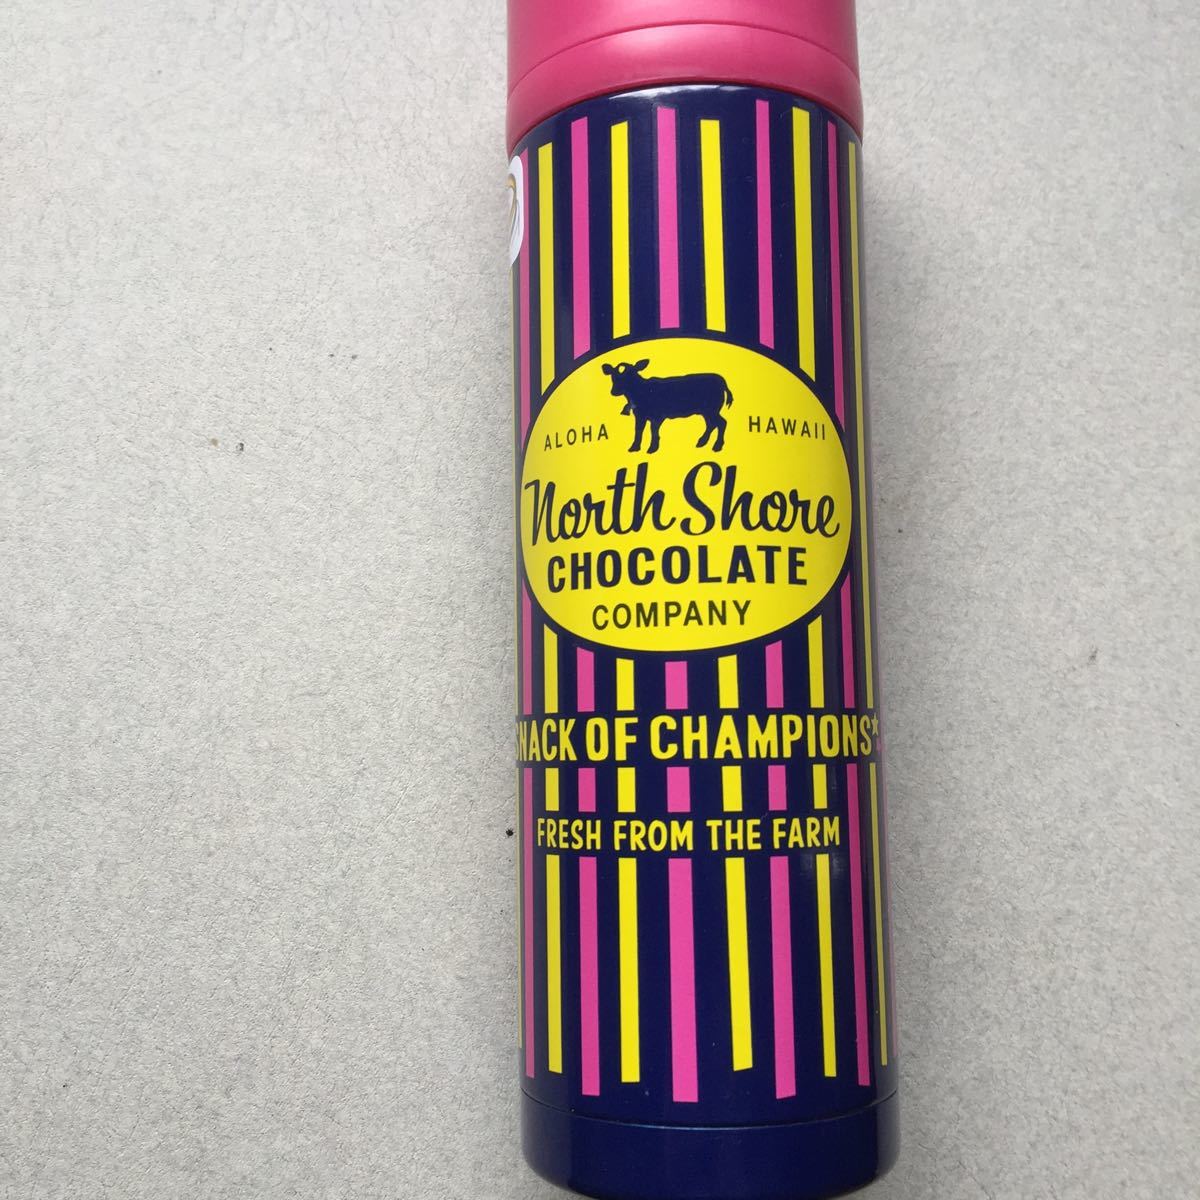 ALOHA HAWAII
North Shore
CHOCOLATE
COMPANY
SNACK OF CHAMPIONS*
FRESH FROM THE FARM